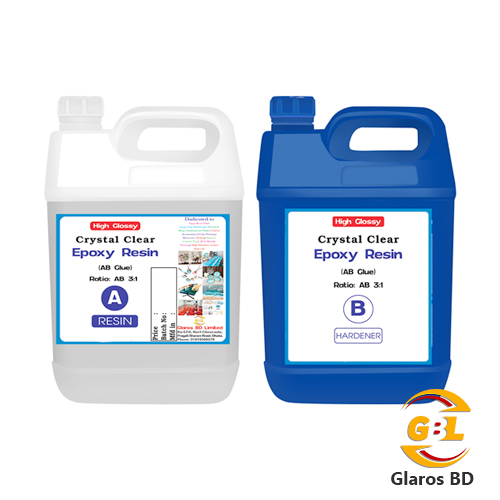 High Glossy
Crystal Clear
Epoxy Resin
(AB Glue)
Ratio: AB 3:1
A
RESIN
Price :
Batch No:
Mfd in :
Dedicated to
Glaros BD Limited
High Glossy
Crystal Clear
Epoxy Resin
(AB Glue)
Ratio: AB 3:1
B
HARDENER
GBL
Glaros BD